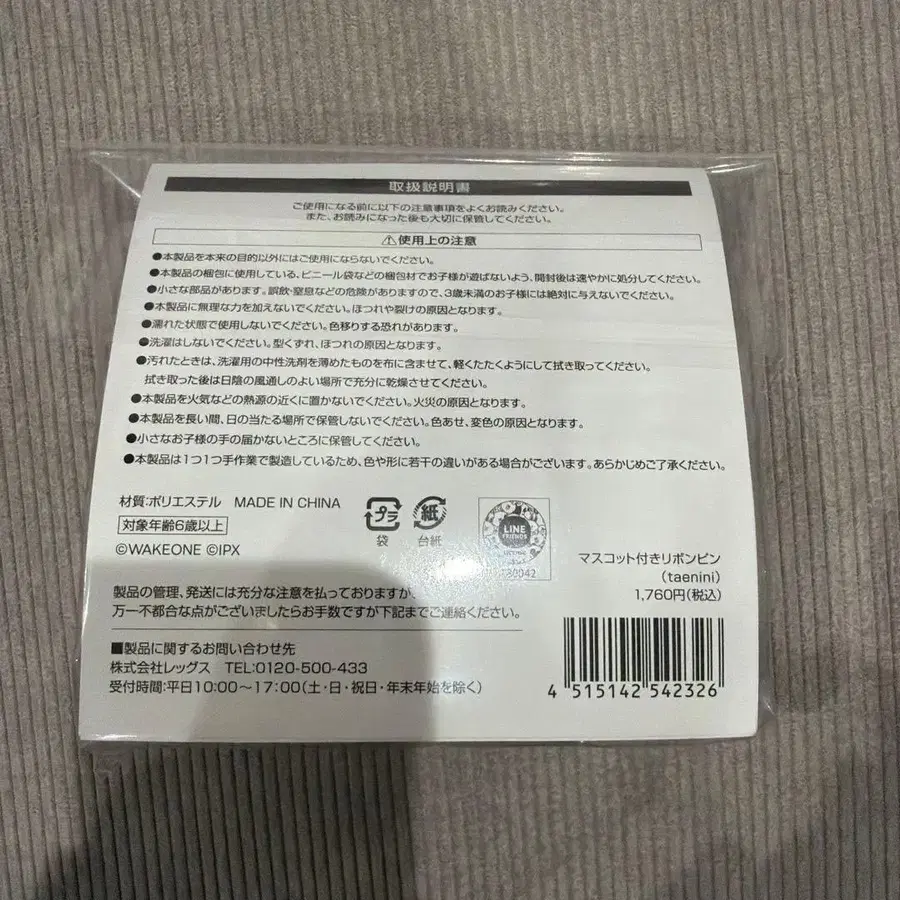 取扱説明書
ご使用になる前に以下の注意事項をよくお読みください。
また、お読みになった後も大切に保管してください。
⚠使用上の注意
●本製品を本来の目的以外にはご使用にならないでください。
●本製品の梱包に使用している、ビニール袋などの梱包材でお子様が遊ばないよう、開封後は速やかに処分してください。
●小さな部品があります。誤飲・窒息などの危険がありますので、3歳未満のお子様には絶対に与えないでください。
●本製品に無理な力を加えないでください。ほつれや裂けの原因となります。
●濡れた状態で使用しないでください。色移りする恐れがあります。
●洗濯はしないでください。型くずれ、ほつれの原因となります。
●汚れたときは、洗濯用の中性洗剤を薄めたものを布に含ませて、軽くたたくようにして拭き取ってください。
拭き取った後は日陰の風通しのよい場所で充分に乾燥させてください。
●本製品を火気などの熱源の近くに置かないでください。火災の原因となります。
●本製品を長い間、日の当たる場所で保管しないでください。色あせ、変色の原因となります。
●小さなお子様の手の届かないところに保管してください。
●本製品は1つ1つ手作業で製造しているため、色や形に若干の違いがある場合がございます。あらかじめご了承ください。
材質:ポリエステル MADE IN CHINA
対象年齢6歳以上
©WAKEONE ©IPX
プラ
袋
紙
台紙
LINE
FRIENDS
マスコット付きリボンピン
(taenini)
1,760円(税込)
製品の管理、発送には充分な注意を払っておりますが、
万一不都合な点がございましたらお手数ですが下記までご連絡ください。
■製品に関するお問い合わせ先
株式会社レッグス TEL:0120-500-433
受付時間:平日10:00～17:00(土・日・祝日・年末年始を除く)
4 515142 542326